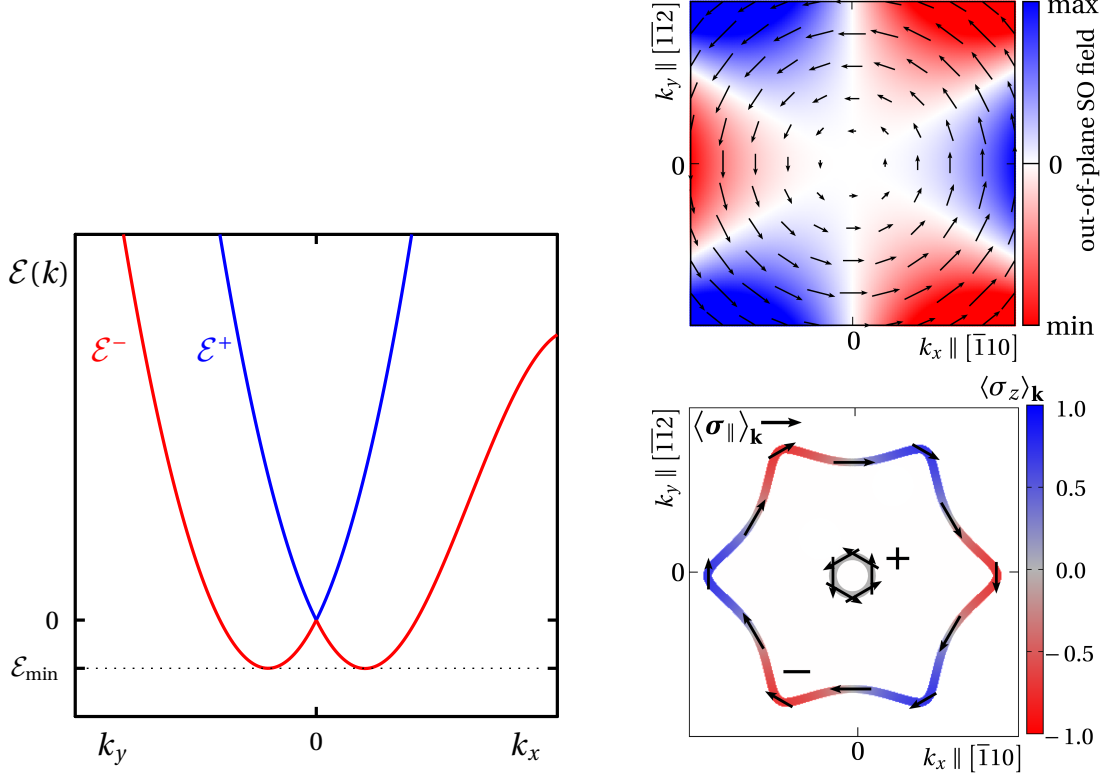 ℰ(k)
ℰ⁻
ℰ⁺
0
ℰmin
k_y
0
k_x
k_y ∥ [1̅1̅2]
0
0
k_x ∥ [1̅10]
max
0
min
out-of-plane SO field
⟨σ_∥⟩_k
k_y ∥ [1̅1̅2]
0
+
−
0
k_x ∥ [1̅10]
⟨σ_z⟩_k
1.0
0.5
0.0
−0.5
−1.0